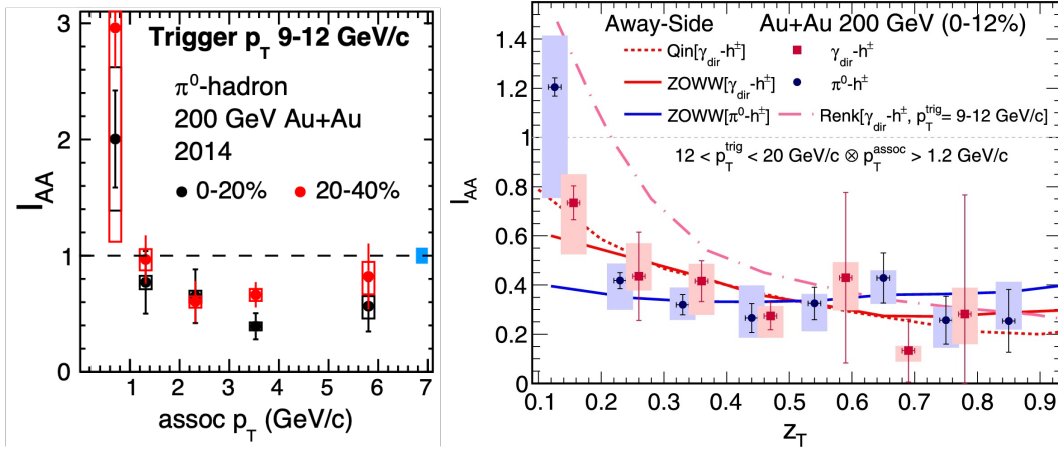 3
2
1
0
I_AA
Trigger p_T 9-12 GeV/c
π⁰-hadron
200 GeV Au+Au
2014
0-20% 20-40%
0 1 2 3 4 5 6 7
assoc p_T (GeV/c)
1.4
1.2
1
0.8
0.6
0.4
0.2
0
I_AA
Away-Side Au+Au 200 GeV (0-12%)
Qin[γ_dir-h±] γ_dir-h±
ZOWW[γ_dir-h±] π⁰-h±
ZOWW[π⁰-h±] Renk[γ_dir-h±, p_T^trig= 9-12 GeV/c]
12 < p_T^trig < 20 GeV/c ⊗ p_T^assoc > 1.2 GeV/c
0.1 0.2 0.3 0.4 0.5 0.6 0.7 0.8 0.9
z_T